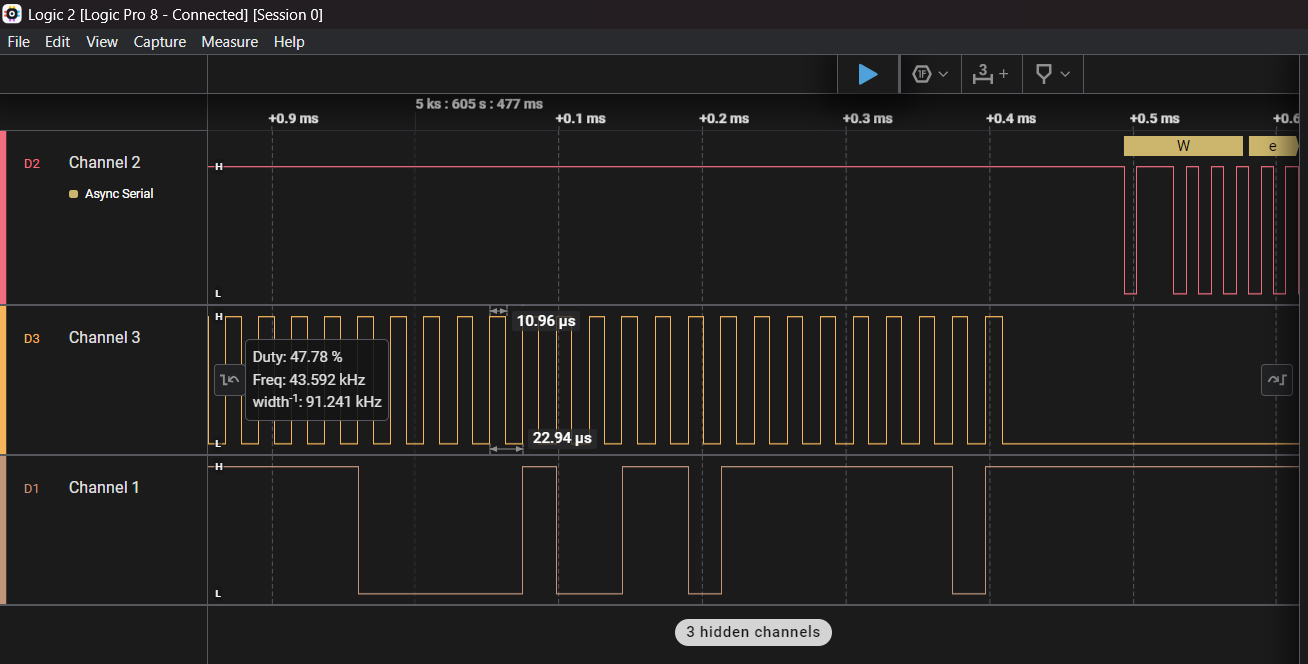 Logic 2 [Logic Pro 8 - Connected] [Session 0]
File Edit View Capture Measure Help
1F 3 +
5 ks : 605 s : 477 ms
+0.9 ms +0.1 ms +0.2 ms +0.3 ms +0.4 ms +0.5 ms +0.6
W e
D2 Channel 2 H
Async Serial
L
H
10.96 µs
D3 Channel 3
Duty: 47.78 %
Freq: 43.592 kHz
width⁻¹: 91.241 kHz
22.94 µs
L
H
D1 Channel 1
L
3 hidden channels